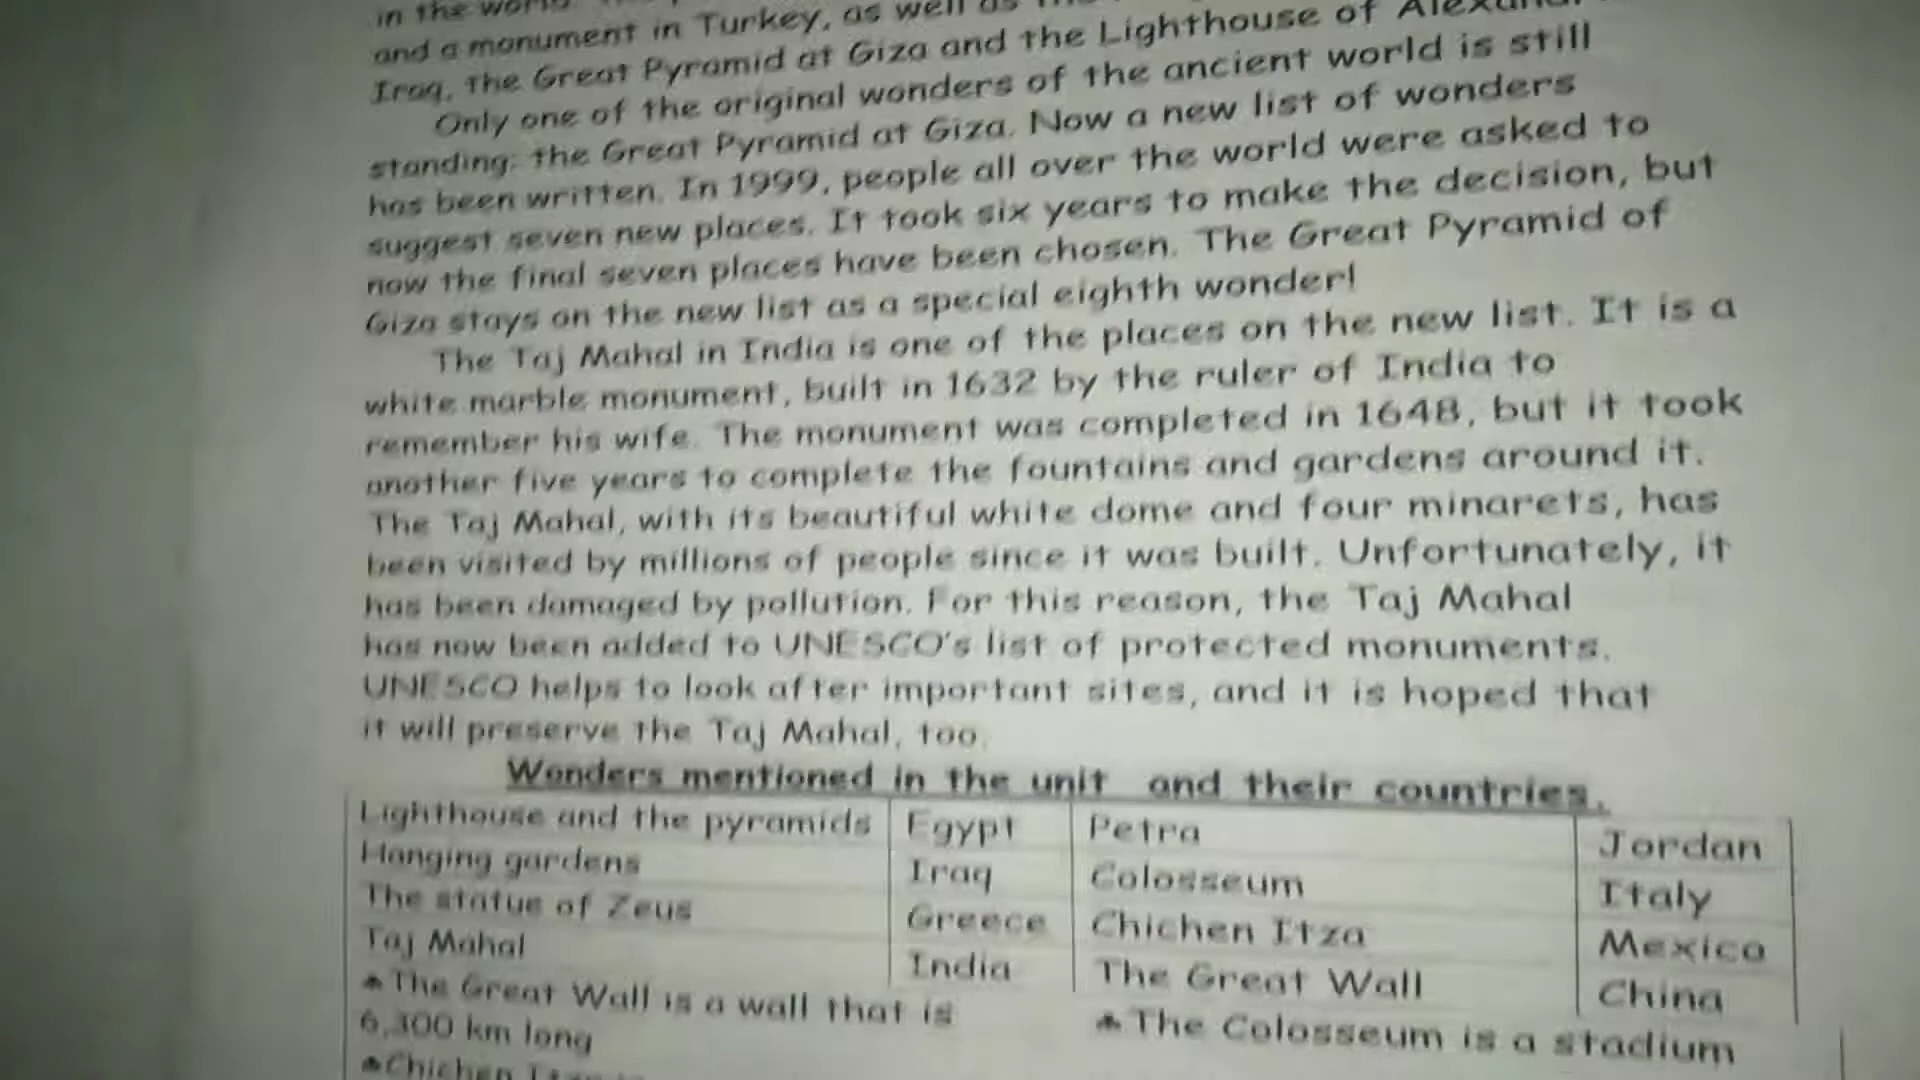 in the world.
and a monument in Turkey, as well as
Iraq, the Great Pyramid at Giza and the Lighthouse of
Only one of the original wonders of the ancient world is still
standing: the Great Pyramid at Giza. Now a new list of wonders
has been written. In 1999, people all over the world were asked to
suggest seven new places. It took six years to make the decision, but
now the final seven places have been chosen. The Great Pyramid of
Giza stays on the new list as a special eighth wonder!
The Taj Mahal in India is one of the places on the new list. It is a
white marble monument, built in 1632 by the ruler of India to
remember his wife. The monument was completed in 1648, but it took
another five years to complete the fountains and gardens around it.
The Taj Mahal, with its beautiful white dome and four minarets, has
been visited by millions of people since it was built. Unfortunately, it
has been damaged by pollution. For this reason, the Taj Mahal
has now been added to UNESCO's list of protected monuments.
UNESCO helps to look after important sites, and it is hoped that
it will preserve the Taj Mahal, too.
Wonders mentioned in the unit and their countries.
Lighthouse and the pyramids Egypt Petra Jordan
Hanging gardens Iraq Colosseum Italy
The statue of Zeus Greece Chichen Itza Mexico
Taj Mahal India The Great Wall China
The Great Wall is a wall that is
6,300 km long
The Colosseum is a stadium
Chichen